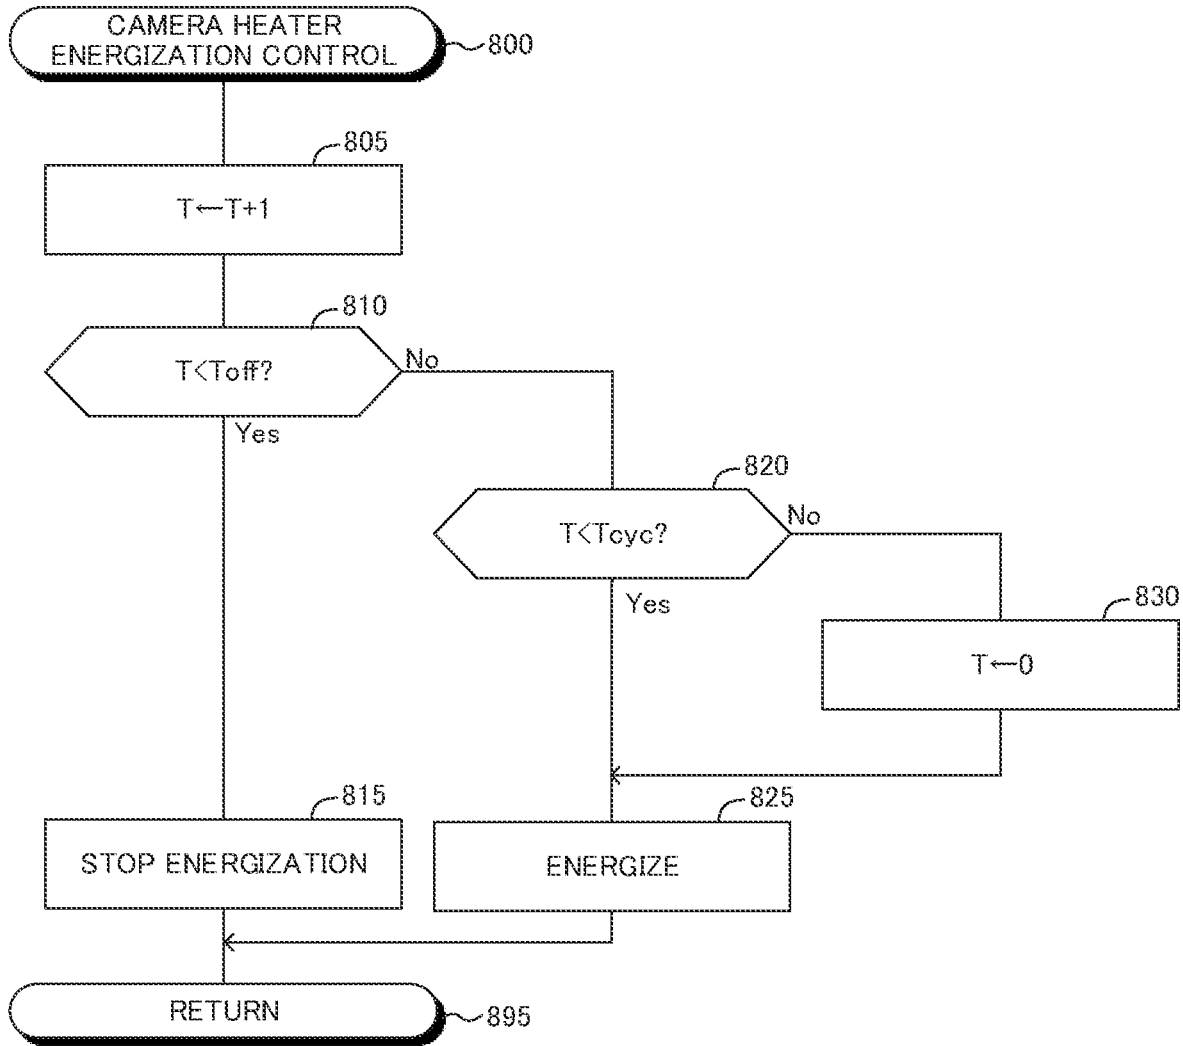 CAMERA HEATER
ENERGIZATION CONTROL
800
805
T←T+1
810
T<Toff?
No
Yes
820
T<Tcyc?
No
Yes
830
T←0
815
STOP ENERGIZATION
825
ENERGIZE
RETURN
895